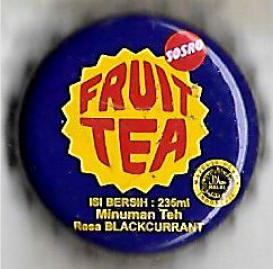 SOSRO
FRUIT
TEA
ISI BERSIH : 235ml
Minuman Teh
Rasa BLACKCURRANT